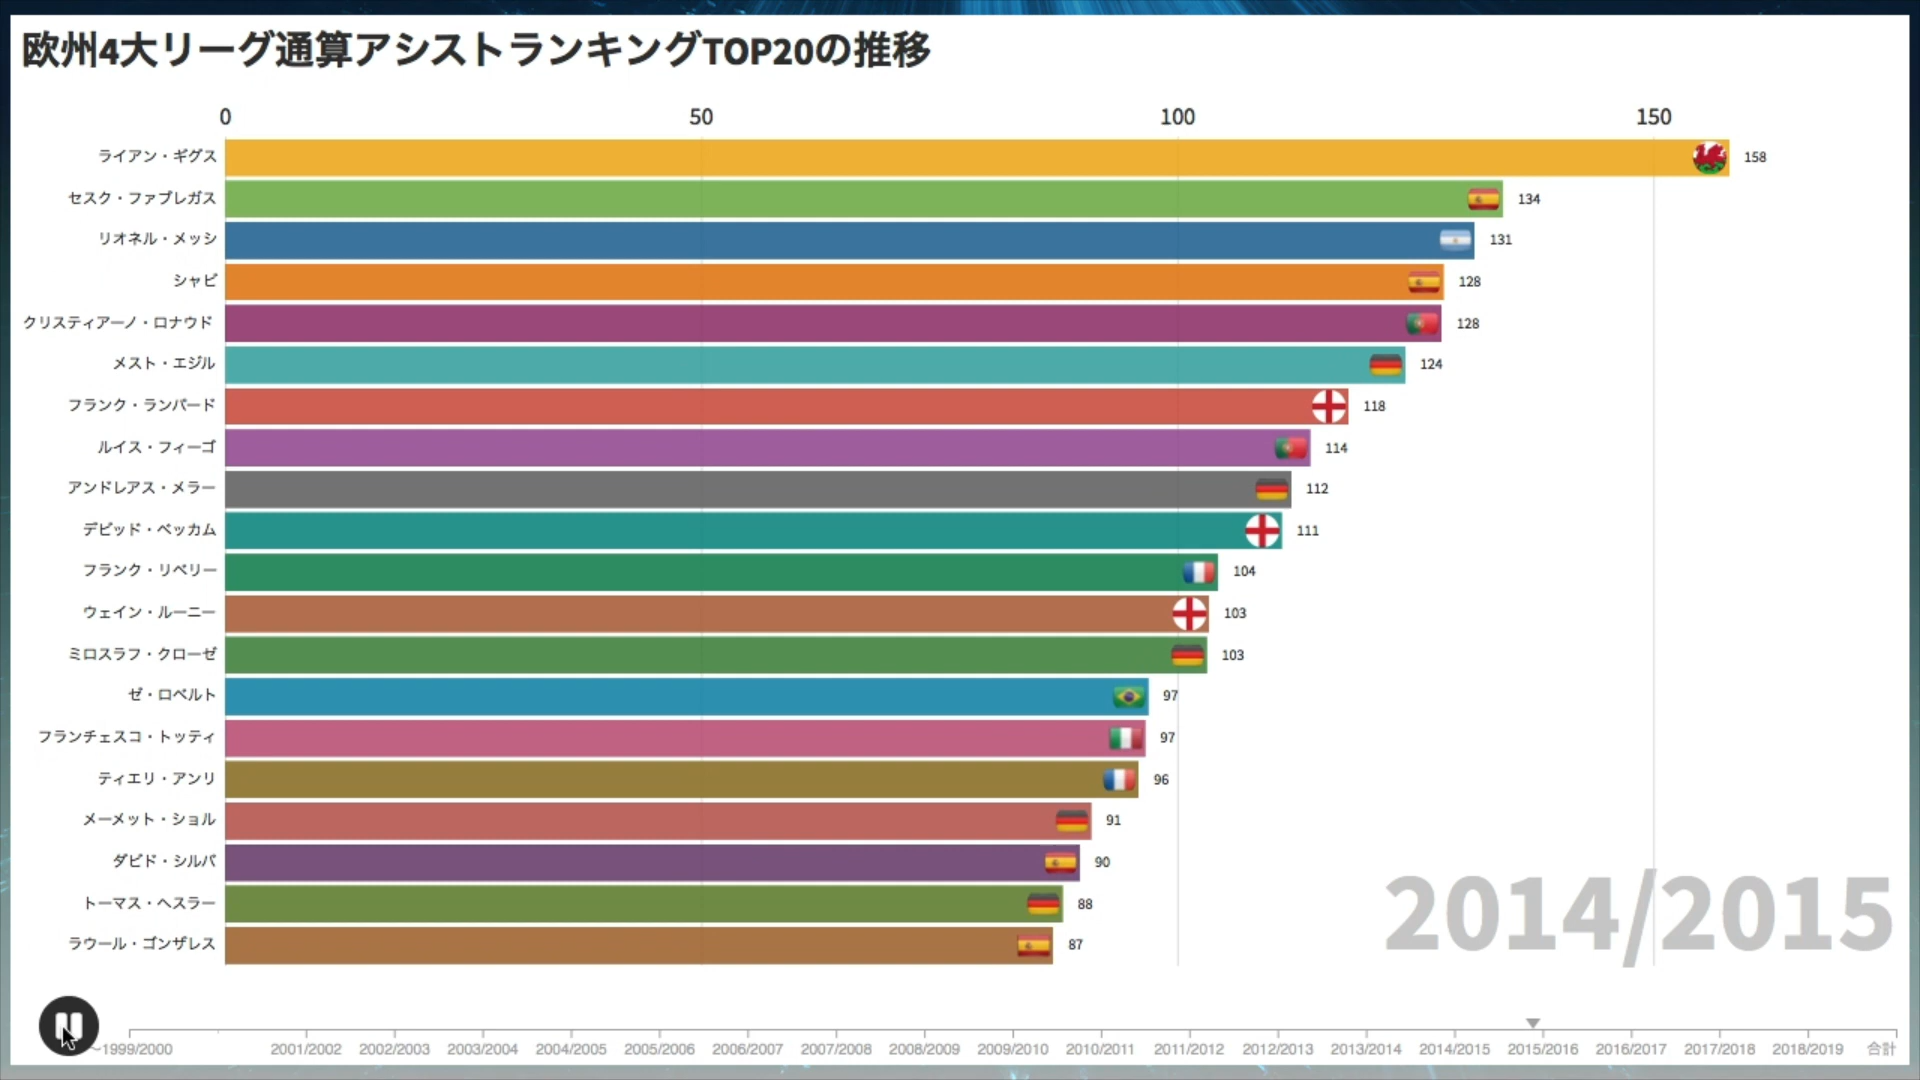 欧州4大リーグ通算アシストランキングTOP20の推移
0 50 100 150
ライアン・ギグス 158
セスク・ファブレガス 134
リオネル・メッシ 131
シャビ 128
クリスティアーノ・ロナウド 128
メスト・エジル 124
フランク・ランパード 118
ルイス・フィーゴ 114
アンドレアス・メラー 112
デビッド・ベッカム 111
フランク・リベリー 104
ウェイン・ルーニー 103
ミロスラフ・クローゼ 103
ゼ・ロベルト 97
フランチェスコ・トッティ 97
ティエリ・アンリ 96
メーメット・ショル 91
ダビド・シルバ 90
トーマス・ヘスラー 88
ラウール・ゴンザレス 87
2014/2015
~1999/2000 2001/2002 2002/2003 2003/2004 2004/2005 2005/2006 2006/2007 2007/2008 2008/2009 2009/2010 2010/2011 2011/2012 2012/2013 2013/2014 2014/2015 2015/2016 2016/2017 2017/2018 2018/2019 合計